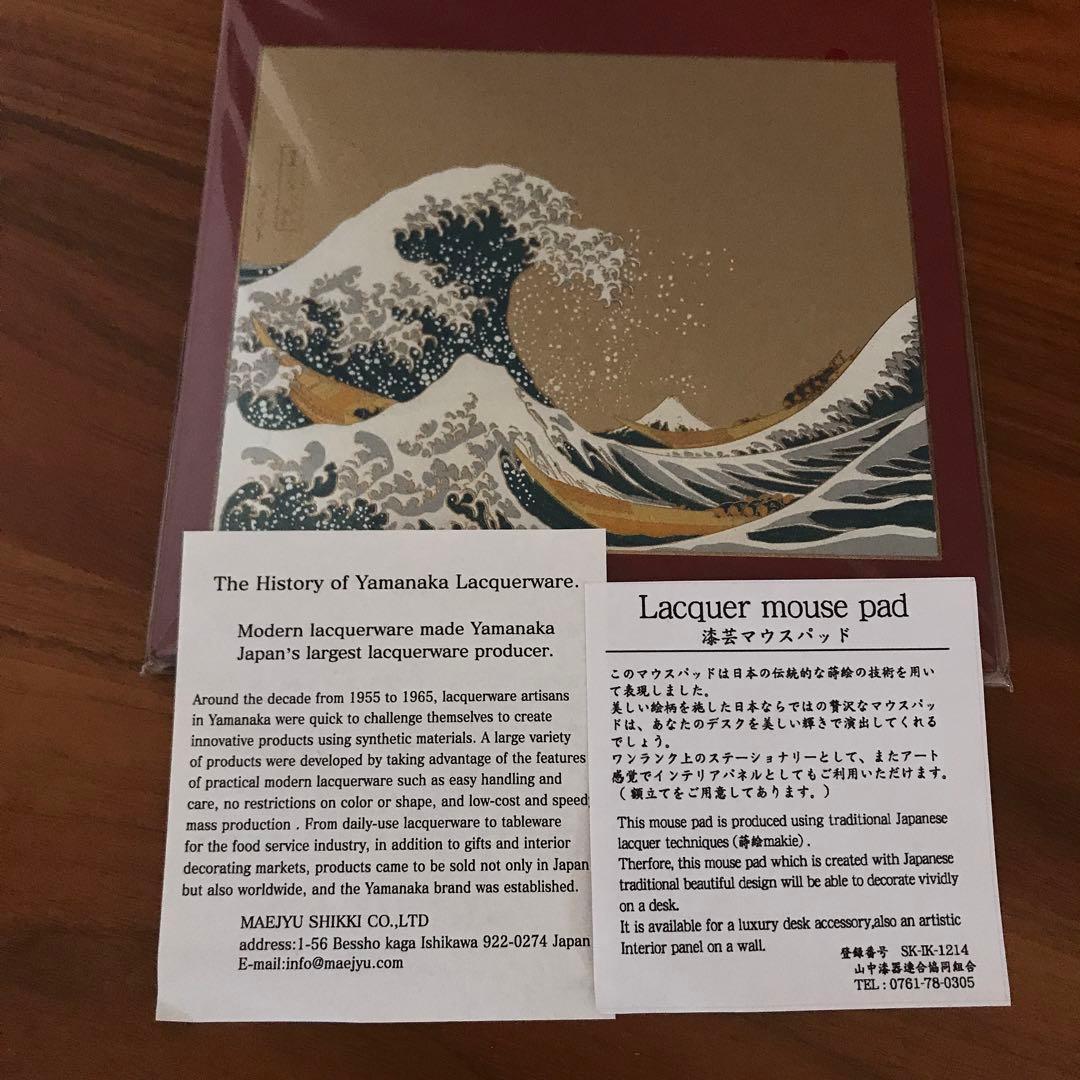 The History of Yamanaka Lacquerware.
Modern lacquerware made Yamanaka
Japan's largest lacquerware producer.
Around the decade from 1955 to 1965, lacquerware artisans
in Yamanaka were quick to challenge themselves to create
innovative products using synthetic materials. A large variety
of products were developed by taking advantage of the features
of practical modern lacquerware such as easy handling and
care, no restrictions on color or shape, and low-cost and speed
mass production . From daily-use lacquerware to tableware
for the food service industry, in addition to gifts and interior
decorating markets, products came to be sold not only in Japan
but also worldwide, and the Yamanaka brand was established.
MAEJYU SHIKKI CO.,LTD
address:1-56 Bessho kaga Ishikawa 922-0274 Japan
E-mail:info@maejyu.com
Lacquer mouse pad
漆芸マウスパッド
このマウスパッドは日本の伝統的な蒔絵の技術を用い
て表現しました。
美しい絵柄を施した日本ならではの贅沢なマウスパッ
ドは、あなたのデスクを美しい輝きで演出してくれる
でしょう。
ワンランク上のステーショナリーとして、またアート
感覚でインテリアパネルとしてもご利用いただけます。
(額立てをご用意してあります。)
This mouse pad is produced using traditional Japanese
lacquer techniques (蒔絵makie) .
Therfore, this mouse pad which is created with Japanese
traditional beautiful design will be able to decorate vividly
on a desk.
It is available for a luxury desk accessory,also an artistic
Interior panel on a wall.
登録番号 SK-IK-1214
山中漆器連合協同組合
TEL : 0761-78-0305